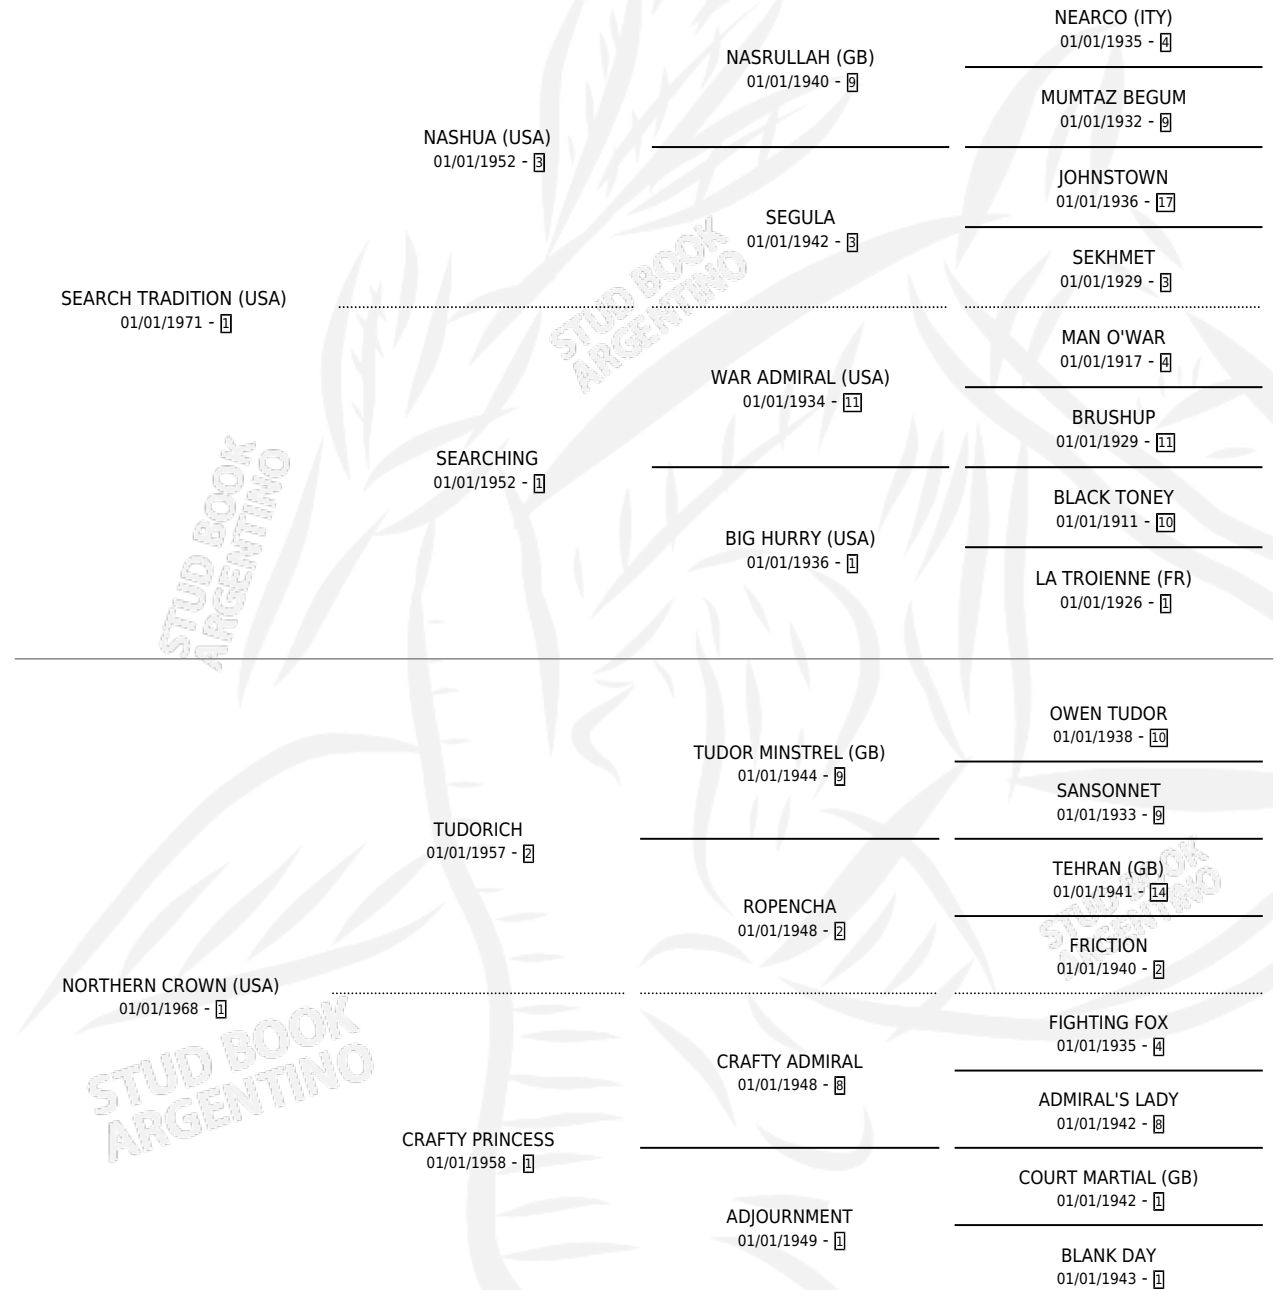 NEARCO (ITY)
01/01/1935 - 4
NASRULLAH (GB)
01/01/1940 - 9
MUMTAZ BEGUM
01/01/1932 - 9
NASHUA (USA)
01/01/1952 - 3
JOHNSTOWN
01/01/1936 - 17
SEGULA
01/01/1942 - 3
SEKHMET
01/01/1929 - 3
SEARCH TRADITION (USA)
01/01/1971 - 1
STUD BOOK
ARGENTINO
MAN O'WAR
01/01/1917 - 4
WAR ADMIRAL (USA)
01/01/1934 - 11
BRUSHUP
01/01/1929 - 11
SEARCHING
01/01/1952 - 1
BLACK TONEY
01/01/1911 - 10
BIG HURRY (USA)
01/01/1936 - 1
LA TROIENNE (FR)
01/01/1926 - 1
STUD BOOK
ARGENTINO
OWEN TUDOR
01/01/1938 - 10
TUDOR MINSTREL (GB)
01/01/1944 - 9
SANSONNET
01/01/1933 - 9
TUDORICH
01/01/1957 - 2
TEHRAN (GB)
01/01/1941 - 14
ROPENCHA
01/01/1948 - 2
STUD BOOK
ARGENTINO
FRICTION
01/01/1940 - 2
NORTHERN CROWN (USA)
01/01/1968 - 1
FIGHTING FOX
01/01/1935 - 4
CRAFTY ADMIRAL
01/01/1948 - 8
STUD BOOK
ARGENTINO
ADMIRAL'S LADY
01/01/1942 - 8
CRAFTY PRINCESS
01/01/1958 - 1
COURT MARTIAL (GB)
01/01/1942 - 1
ADJOURNMENT
01/01/1949 - 1
BLANK DAY
01/01/1943 - 1